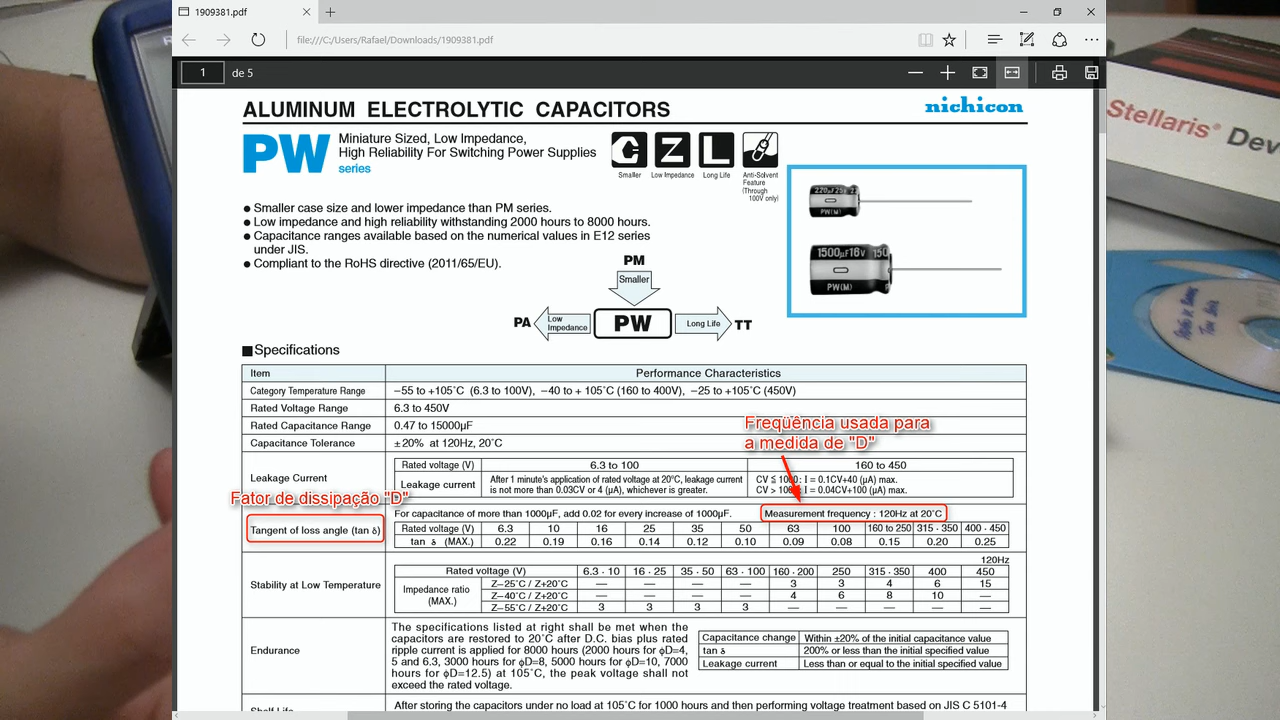 1909381.pdf
file:///C:/Users/Rafael/Downloads/1909381.pdf
1 de 5
ALUMINUM ELECTROLYTIC CAPACITORS
nichicon
PW
series
Miniature Sized, Low Impedance,
High Reliability For Switching Power Supplies
Smaller Low Impedance Long Life Anti-Solvent
Feature
(Through
100V only)
● Smaller case size and lower impedance than PM series.
● Low impedance and high reliability withstanding 2000 hours to 8000 hours.
● Capacitance ranges available based on the numerical values in E12 series
under JIS.
● Compliant to the RoHS directive (2011/65/EU).
PM
Smaller
PA Low
Impedance PW Long Life TT
PW(M)
1500μF16v 150
PW(M)
Stellaris®
■Specifications
Item Performance Characteristics
Category Temperature Range −55 to +105˚C (6.3 to 100V), −40 to + 105˚C (160 to 400V), −25 to +105˚C (450V)
Rated Voltage Range 6.3 to 450V
Rated Capacitance Range 0.47 to 15000μF
Capacitance Tolerance ±20% at 120Hz, 20˚C
Freqüência usada para
a medida de "D"
Leakage Current
Rated voltage (V) 6.3 to 100 160 to 450
Leakage current After 1 minute's application of rated voltage at 20˚C, leakage current
is not more than 0.03CV or 4 (μA), whichever is greater.
CV ≦ 1000 : I = 0.1CV+40 (μA) max.
CV > 1000 : I = 0.04CV+100 (μA) max.
Fator de dissipação "D"
Tangent of loss angle (tan δ)
For capacitance of more than 1000μF, add 0.02 for every increase of 1000μF. Measurement frequency : 120Hz at 20˚C
Rated voltage (V) 6.3 10 16 25 35 50 63 100 160 to 250 315 · 350 400 · 450
tan δ (MAX.) 0.22 0.19 0.16 0.14 0.12 0.10 0.09 0.08 0.15 0.20 0.25
Stability at Low Temperature
120Hz
Rated voltage (V) 6.3 · 10 16 · 25 35 · 50 63 · 100 160 · 200 250 315 · 350 400 450
Impedance ratio
(MAX.)
Z−25˚C / Z+20˚C — — — — 3 3 4 6 15
Z−40˚C / Z+20˚C — — — — 4 6 8 10 —
Z−55˚C / Z+20˚C 3 3 3 3 — — — — —
Endurance
The specifications listed at right shall be met when the
capacitors are restored to 20˚C after D.C. bias plus rated
ripple current is applied for 8000 hours (2000 hours for φD=4,
5 and 6.3, 3000 hours for φD=8, 5000 hours for φD=10, 7000
hours for φD=12.5) at 105˚C, the peak voltage shall not
exceed the rated voltage.
Capacitance change Within ±20% of the initial capacitance value
tan δ 200% or less than the initial specified value
Leakage current Less than or equal to the initial specified value
Shelf Life After storing the capacitors under no load at 105˚C for 1000 hours and then performing voltage treatment based on JIS C 5101-4